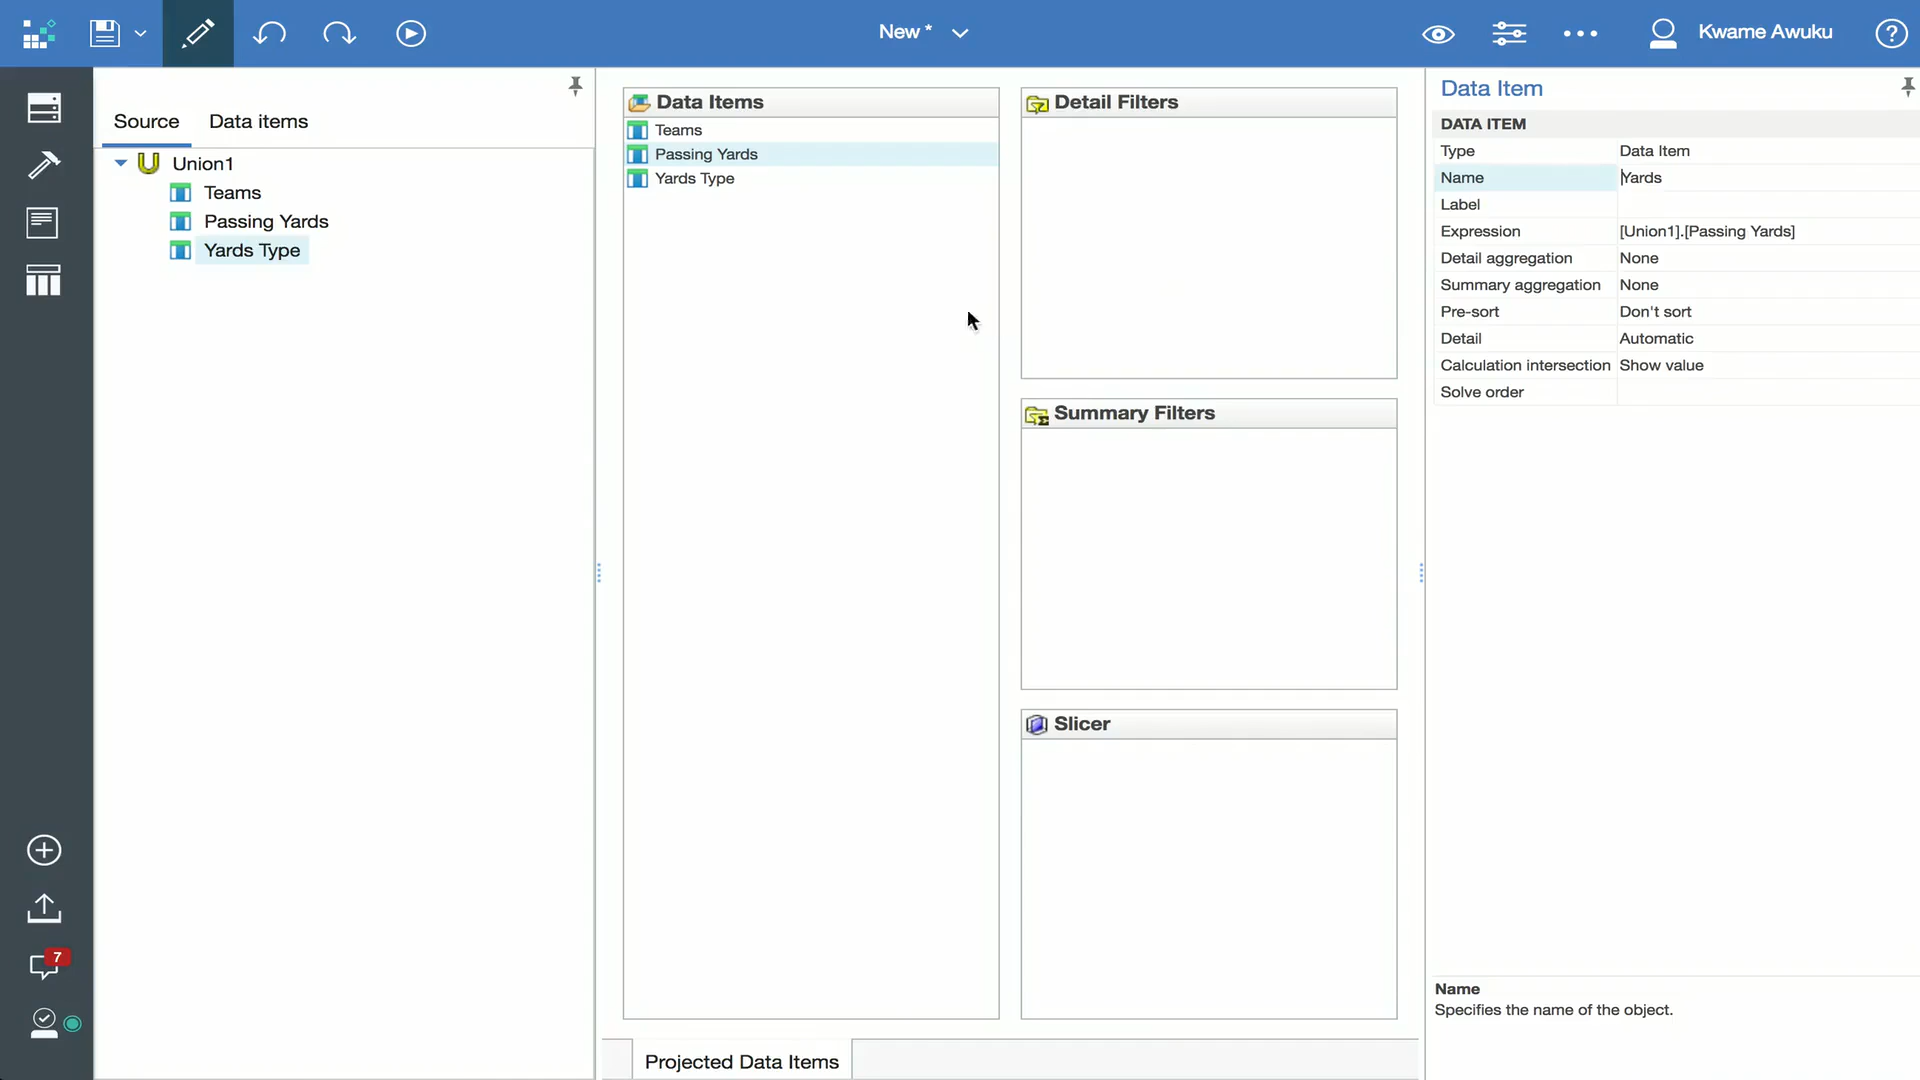 New *
Kwame Awuku
?
Source
Data items
Union1
Teams
Passing Yards
Yards Type
7
Data Items
Teams
Passing Yards
Yards Type
Detail Filters
Summary Filters
Slicer
Projected Data Items
Data Item
DATA ITEM
Type Data Item
Name Yards
Label
Expression [Union1].[Passing Yards]
Detail aggregation None
Summary aggregation None
Pre-sort Don't sort
Detail Automatic
Calculation intersection Show value
Solve order
Name
Specifies the name of the object.